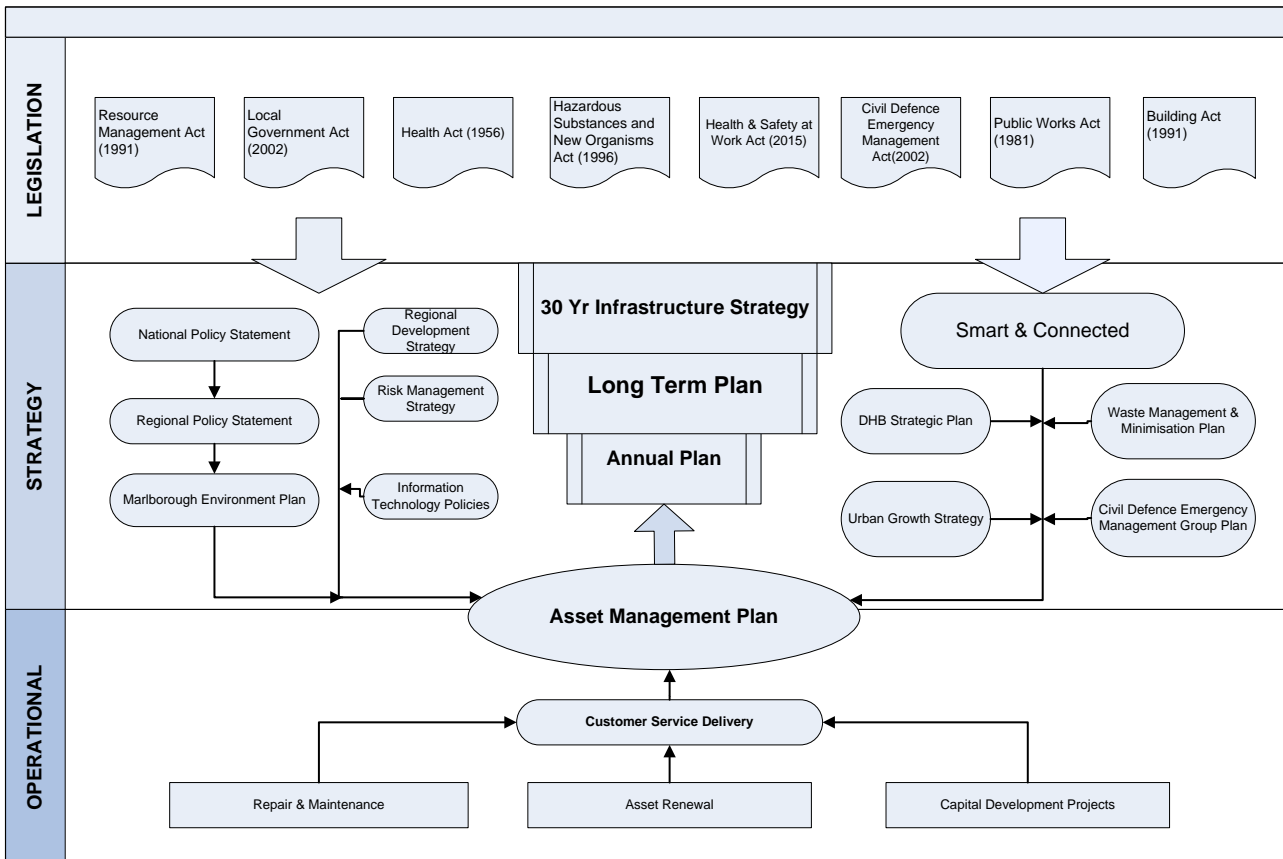 LEGISLATION
Resource
Management Act
(1991)
Local
Government Act
(2002)
Health Act (1956)
Hazardous
Substances and
New Organisms
Act (1996)
Health & Safety at
Work Act (2015)
Civil Defence
Emergency
Management
Act(2002)
Public Works Act
(1981)
Building Act
(1991)
STRATEGY
National Policy Statement
Regional Policy Statement
Marlborough Environment Plan
Regional
Development
Strategy
Risk Management
Strategy
Information
Technology Policies
30 Yr Infrastructure Strategy
Long Term Plan
Annual Plan
Smart & Connected
DHB Strategic Plan
Waste Management &
Minimisation Plan
Urban Growth Strategy
Civil Defence Emergency
Management Group Plan
Asset Management Plan
OPERATIONAL
Customer Service Delivery
Repair & Maintenance
Asset Renewal
Capital Development Projects